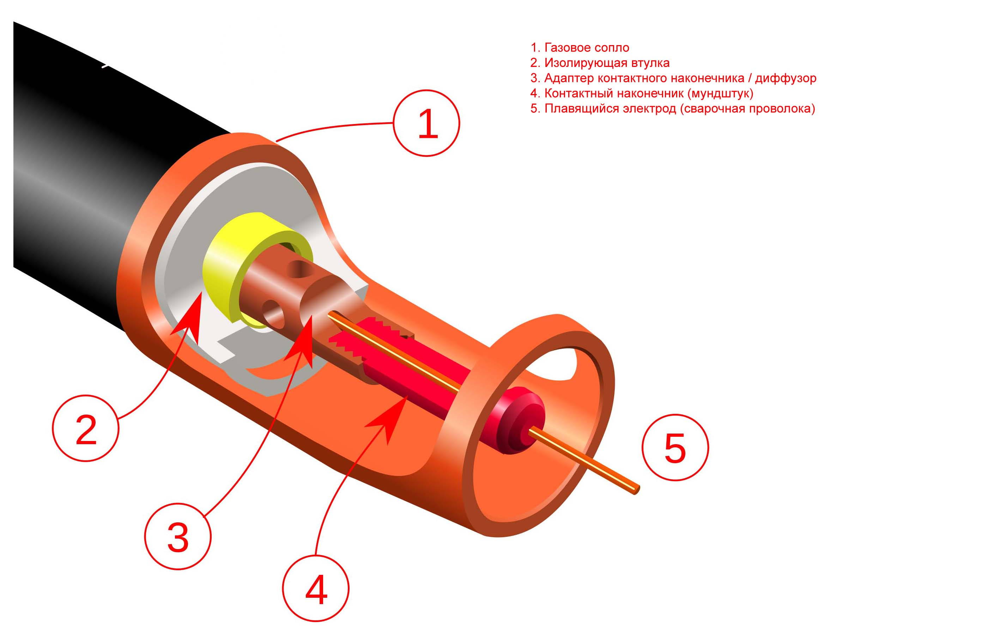 1. Газовое сопло
2. Изолирующая втулка
3. Адаптер контактного наконечника / диффузор
4. Контактный наконечник (мундштук)
5. Плавящийся электрод (сварочная проволока)
1
2
5
3
4